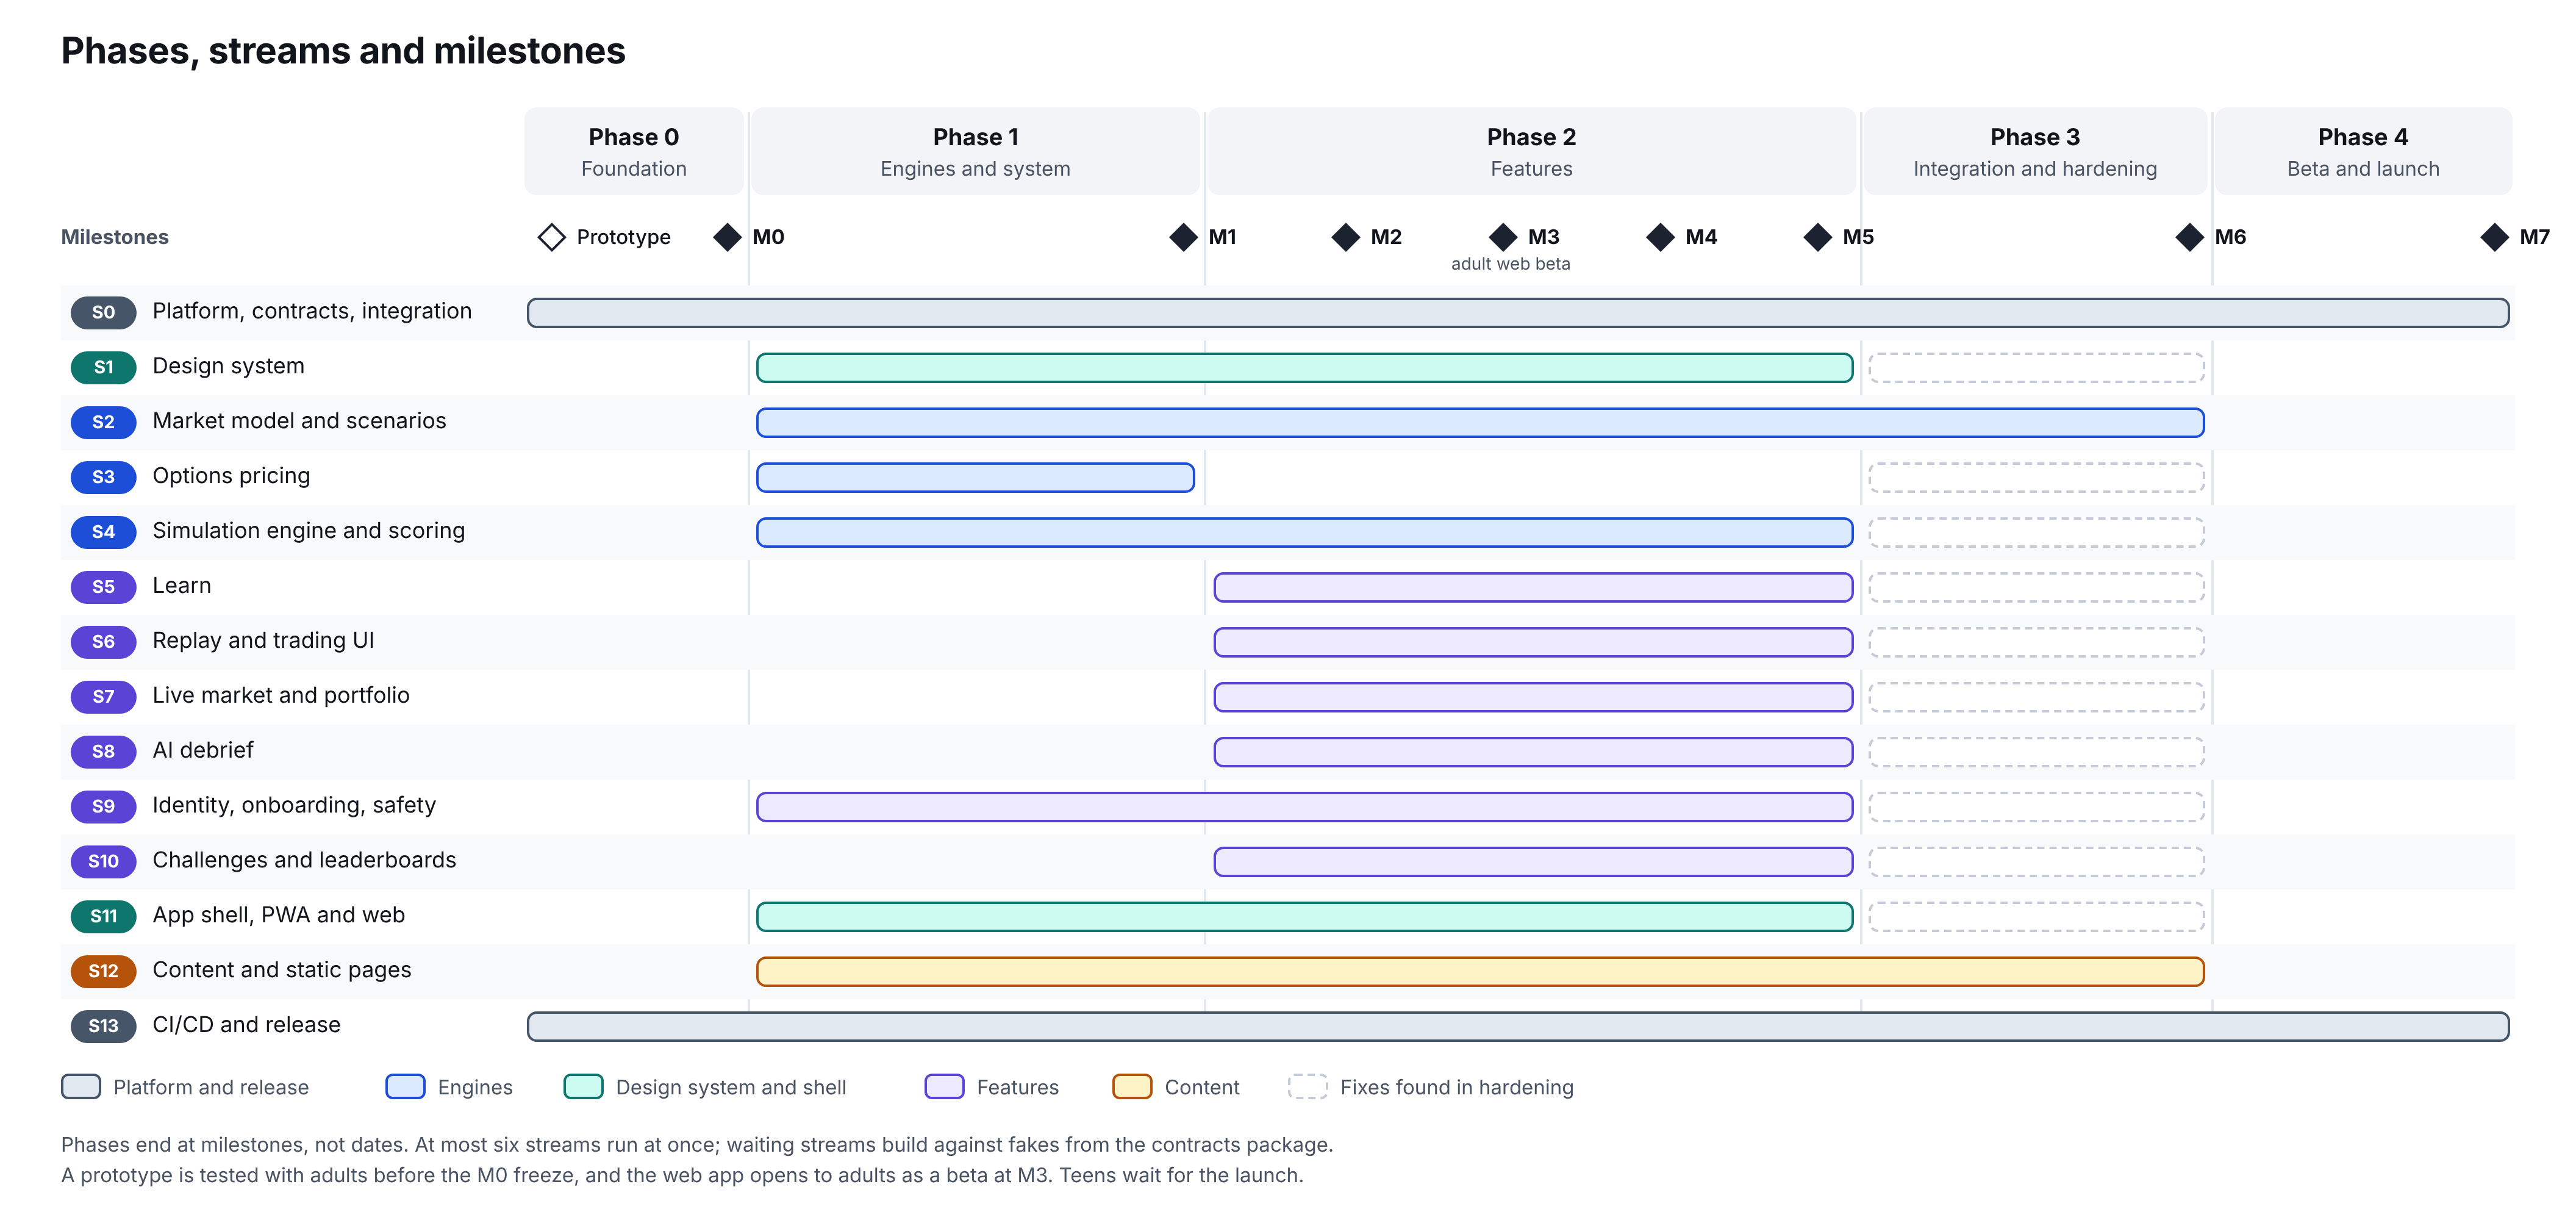 Phases, streams and milestones
Phase 0
Foundation
Phase 1
Engines and system
Phase 2
Features
Phase 3
Integration and hardening
Phase 4
Beta and launch
Milestones
Prototype
M0
M1
M2
M3
adult web beta
M4
M5
M6
M7
S0 Platform, contracts, integration
S1 Design system
S2 Market model and scenarios
S3 Options pricing
S4 Simulation engine and scoring
S5 Learn
S6 Replay and trading UI
S7 Live market and portfolio
S8 AI debrief
S9 Identity, onboarding, safety
S10 Challenges and leaderboards
S11 App shell, PWA and web
S12 Content and static pages
S13 CI/CD and release
Platform and release
Engines
Design system and shell
Features
Content
Fixes found in hardening
Phases end at milestones, not dates. At most six streams run at once; waiting streams build against fakes from the contracts package.
A prototype is tested with adults before the M0 freeze, and the web app opens to adults as a beta at M3. Teens wait for the launch.